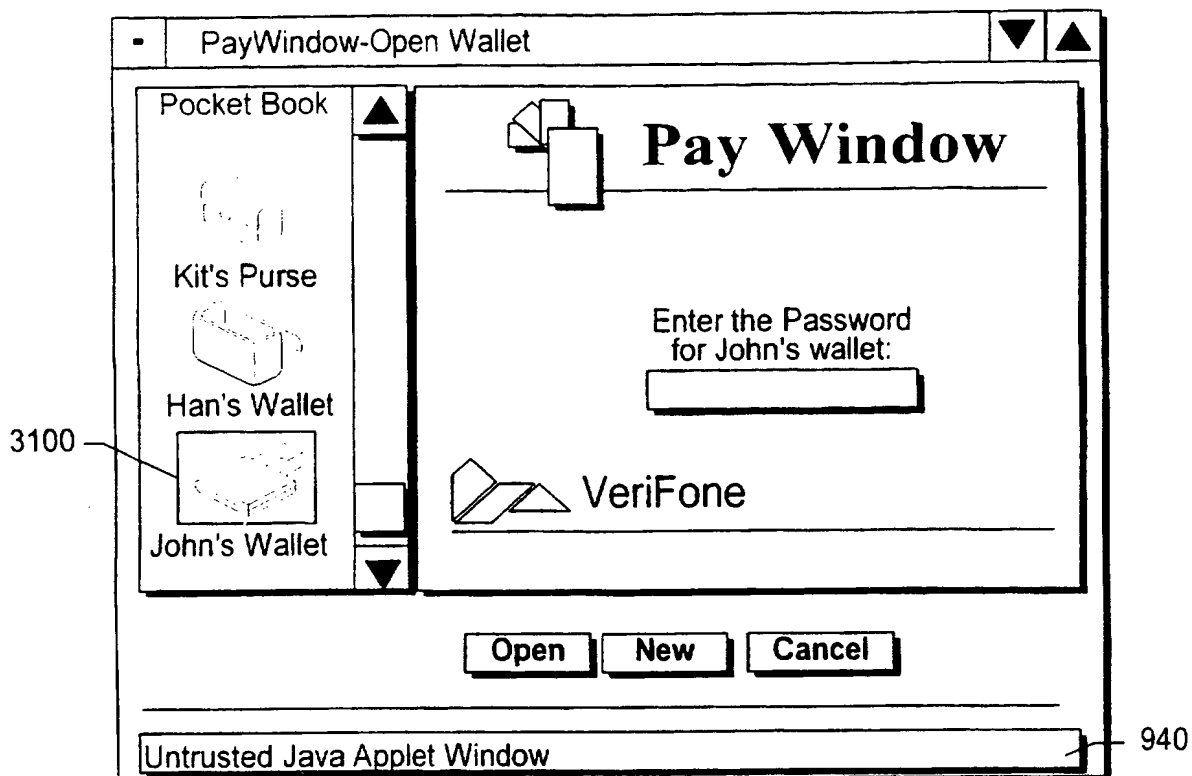 PayWindow-Open Wallet
Pocket Book
Kit's Purse
Han's Wallet
3100
John's Wallet
Pay Window
Enter the Password
for John's wallet:
VeriFone
Open
New
Cancel
Untrusted Java Applet Window
940